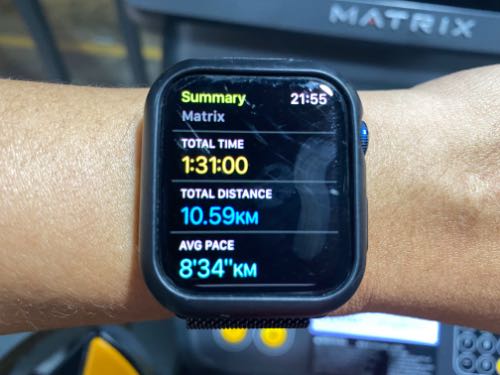 MATRIX
Summary 21:55
Matrix
TOTAL TIME
1:31:00
TOTAL DISTANCE
10.59KM
AVG PACE
8'34"KM